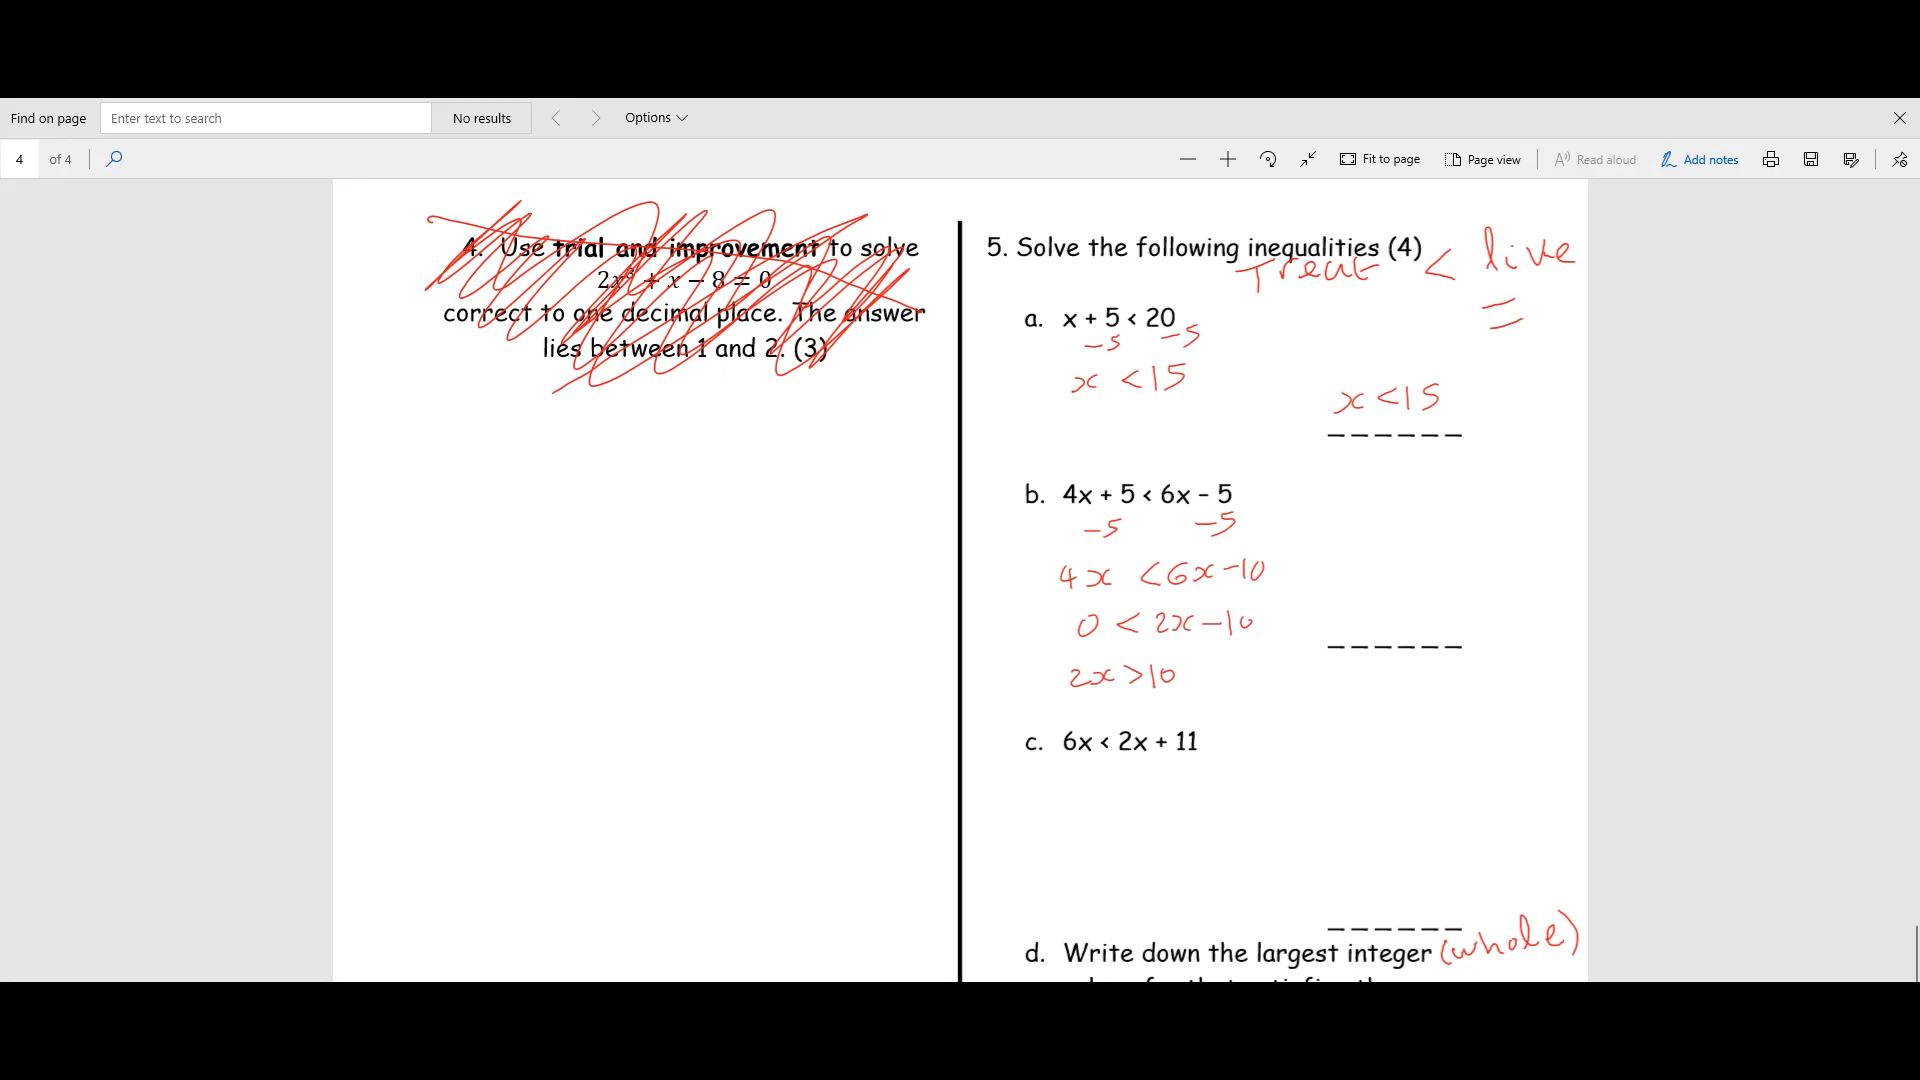 Find on page Enter text to search No results Options
4 of 4 Fit to page Page view Read aloud Add notes
4. Use trial and improvement to solve
2x³ + x − 8 = 0
correct to one decimal place. The answer
lies between 1 and 2. (3)
5. Solve the following inequalities (4)
Treat < like
=
a. x + 5 < 20
-5 -5
x < 15
x < 15
______
b. 4x + 5 < 6x - 5
-5 -5
4x < 6x - 10
0 < 2x - 10
______
2x > 10
c. 6x < 2x + 11
______
d. Write down the largest integer (whole)